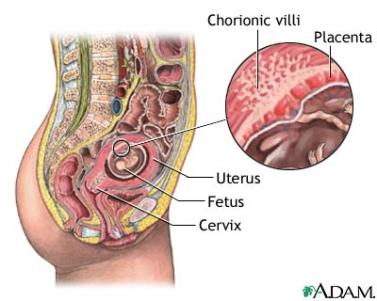 Chorionic villi
Placenta
Uterus
Fetus
Cervix
A.D.A.M.